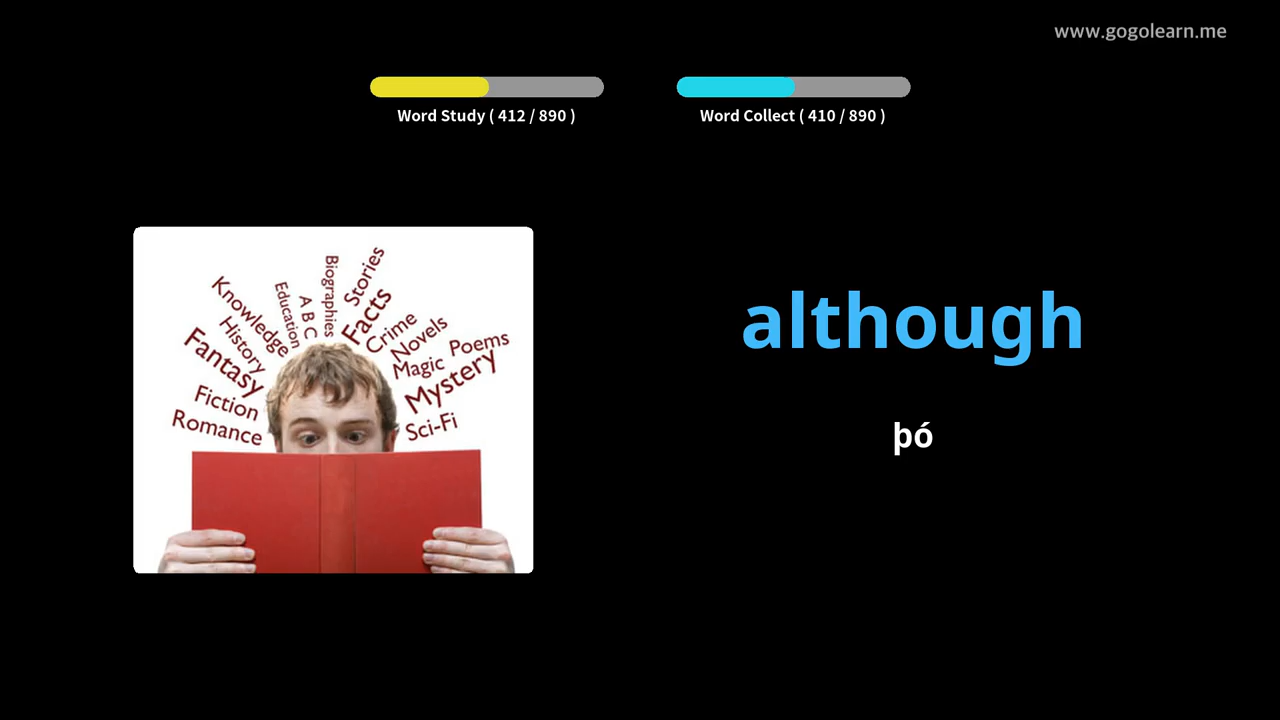 www.gogolearn.me
Word Study ( 412 / 890 )
Word Collect ( 410 / 890 )
Biographies
Stories
Education
A B C
Facts
Knowledge
Crime
History
Novels
Fantasy
Magic
Poems
Mystery
Fiction
Romance
Sci-Fi
although
þó